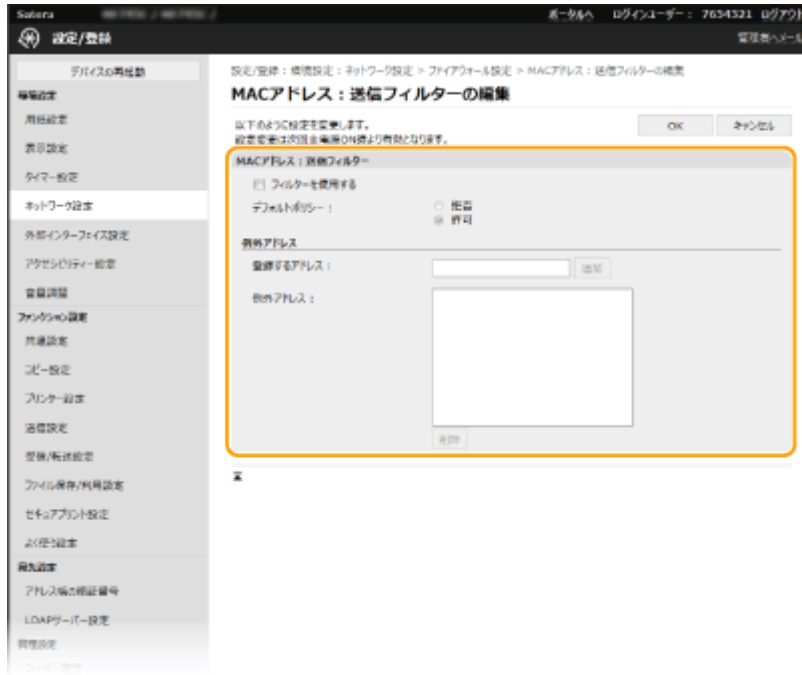 Satera
ポータルへ ログインユーザー： 7654321 ログアウト
設定/登録
管理者へメール
デバイスの再起動
環境設定
用紙設定
表示設定
タイマー設定
ネットワーク設定
外部インターフェイス設定
アクセシビリティー設定
音量調整
ファンクション設定
共通設定
コピー設定
プリンター設定
送信設定
受信/転送設定
ファイル保存/利用設定
セキュアプリント設定
よく使う設定
宛先設定
アドレス帳の暗証番号
LDAPサーバー設定
管理設定
ユーザー管理
設定/登録：環境設定：ネットワーク設定 > ファイアウォール設定 > MACアドレス：送信フィルターの編集
MACアドレス：送信フィルターの編集
以下のように設定を変更します。
設定変更は次回主電源ON時より有効となります。
OK キャンセル
MACアドレス：送信フィルター
フィルターを使用する
デフォルトポリシー：
拒否
許可
例外アドレス
登録するアドレス：
追加
例外アドレス：
削除